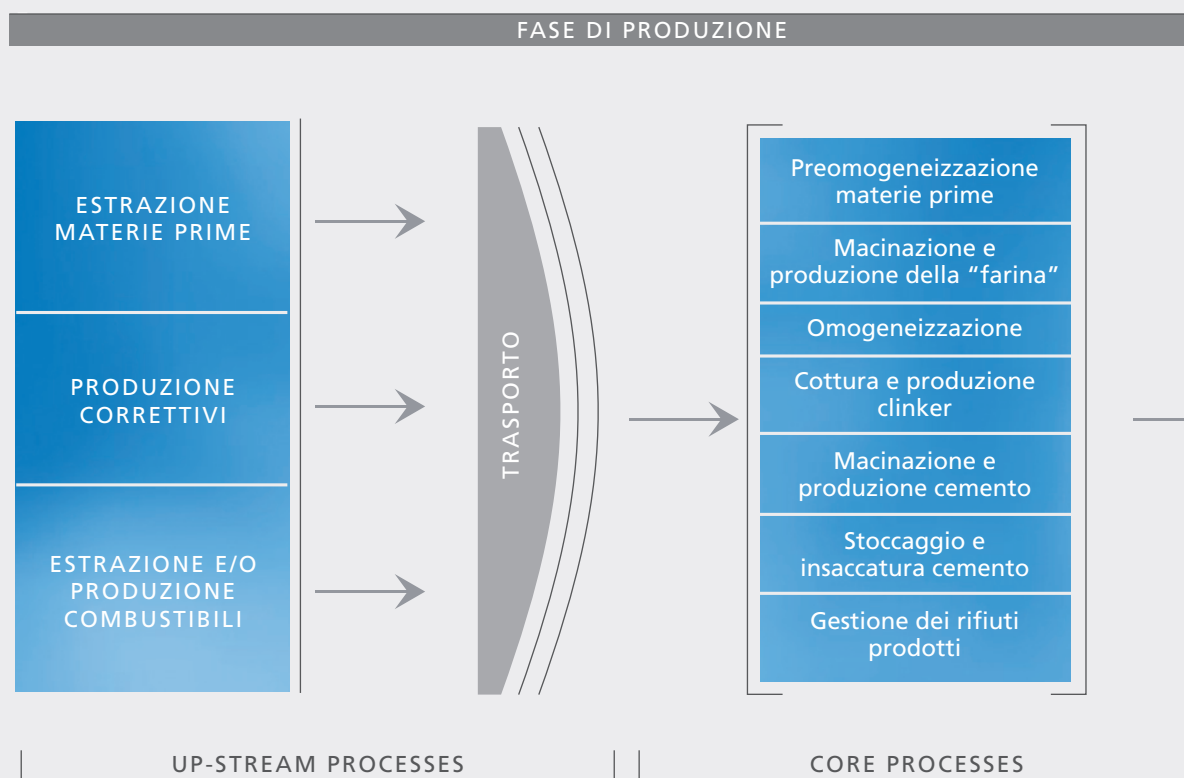 FASE DI PRODUZIONE
ESTRAZIONE
MATERIE PRIME
PRODUZIONE
CORRETTIVI
ESTRAZIONE E/O
PRODUZIONE
COMBUSTIBILI
TRASPORTO
Preomogeneizzazione
materie prime
Macinazione e
produzione della “farina”
Omogeneizzazione
Cottura e produzione
clinker
Macinazione e
produzione cemento
Stoccaggio e
insaccatura cemento
Gestione dei rifiuti
prodotti
UP-STREAM PROCESSES
CORE PROCESSES